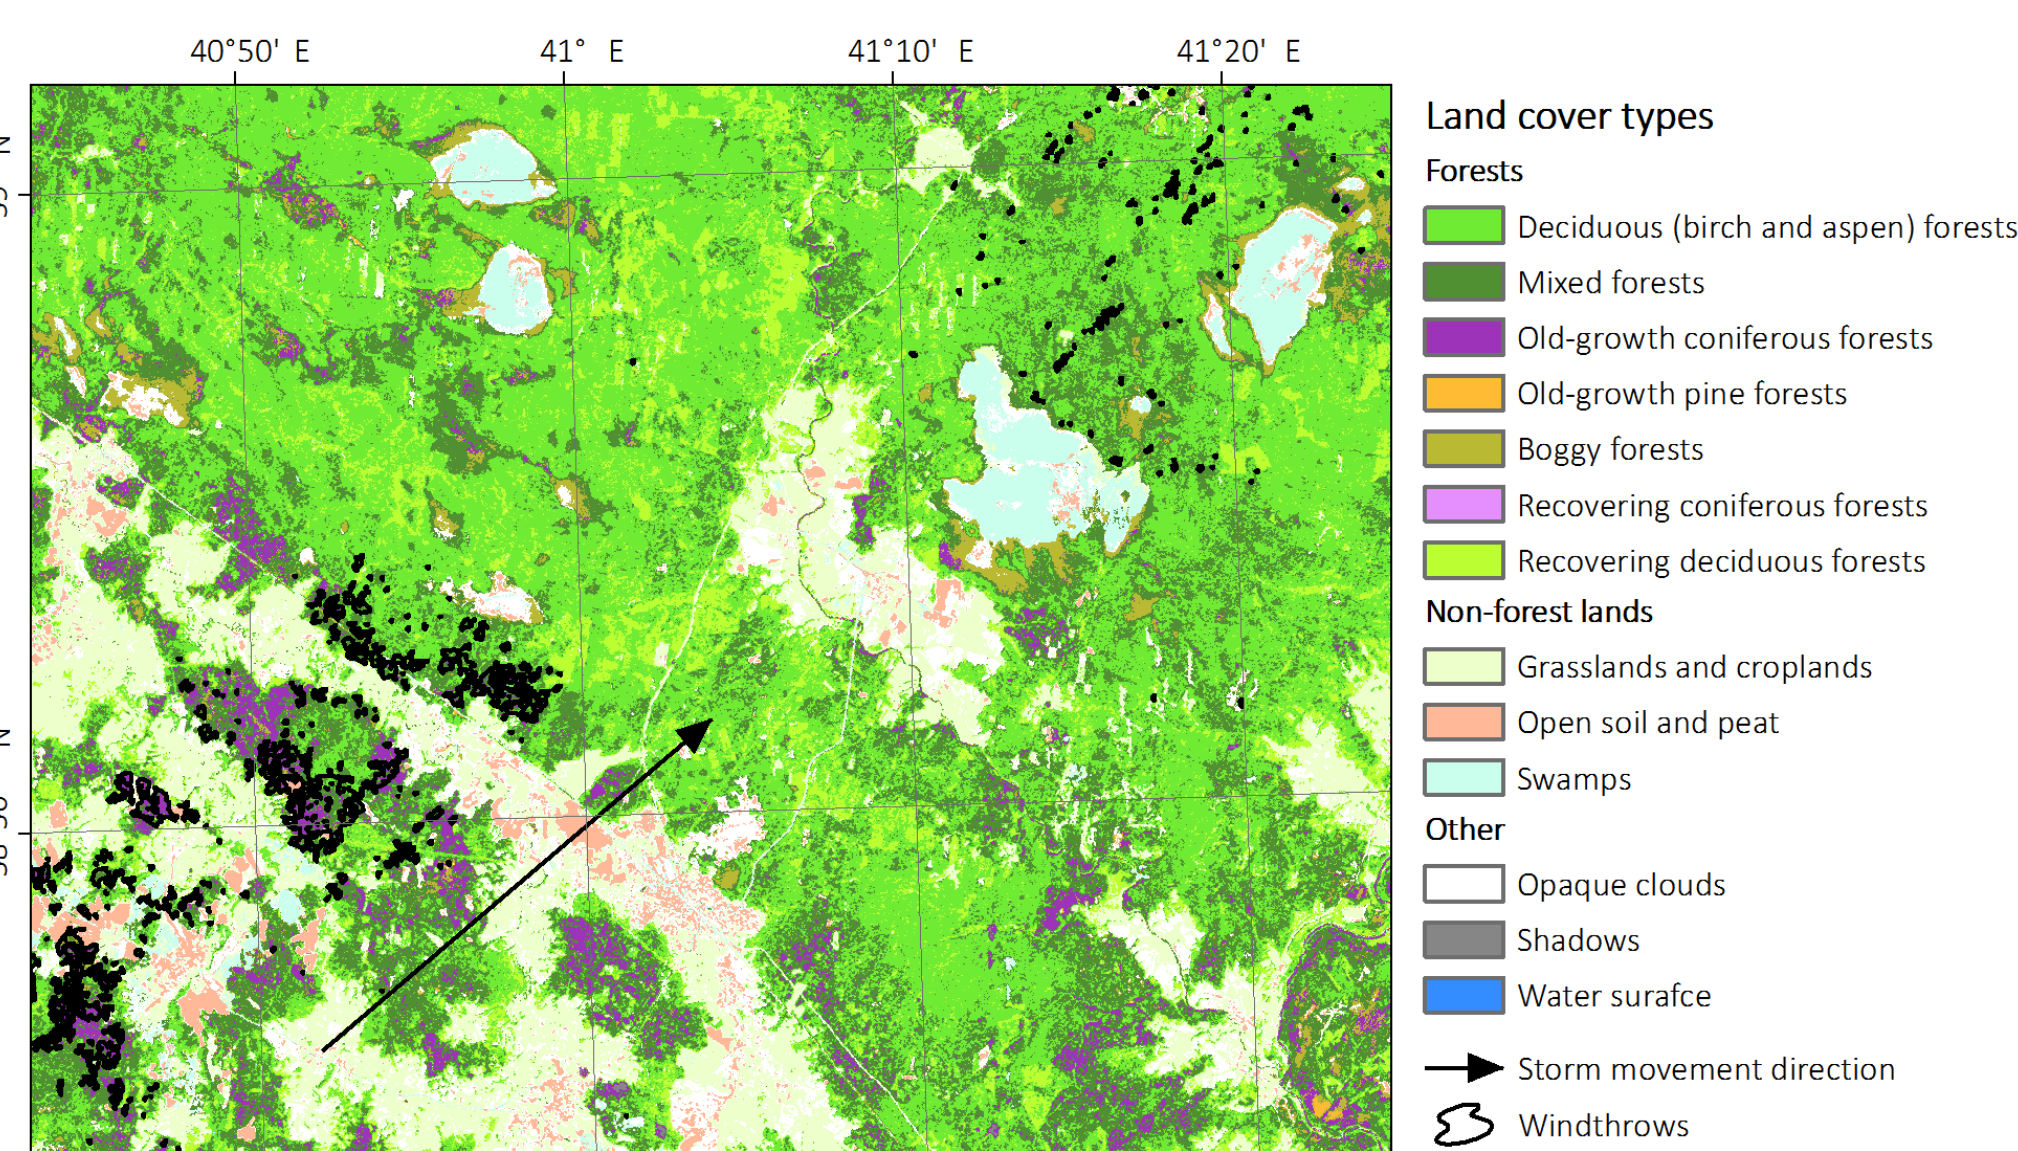 40°50' E 41° E 41°10' E 41°20' E
N
N
Land cover types
Forests
Deciduous (birch and aspen) forests
Mixed forests
Old-growth coniferous forests
Old-growth pine forests
Boggy forests
Recovering coniferous forests
Recovering deciduous forests
Non-forest lands
Grasslands and croplands
Open soil and peat
Swamps
Other
Opaque clouds
Shadows
Water surafce
Storm movement direction
Windthrows